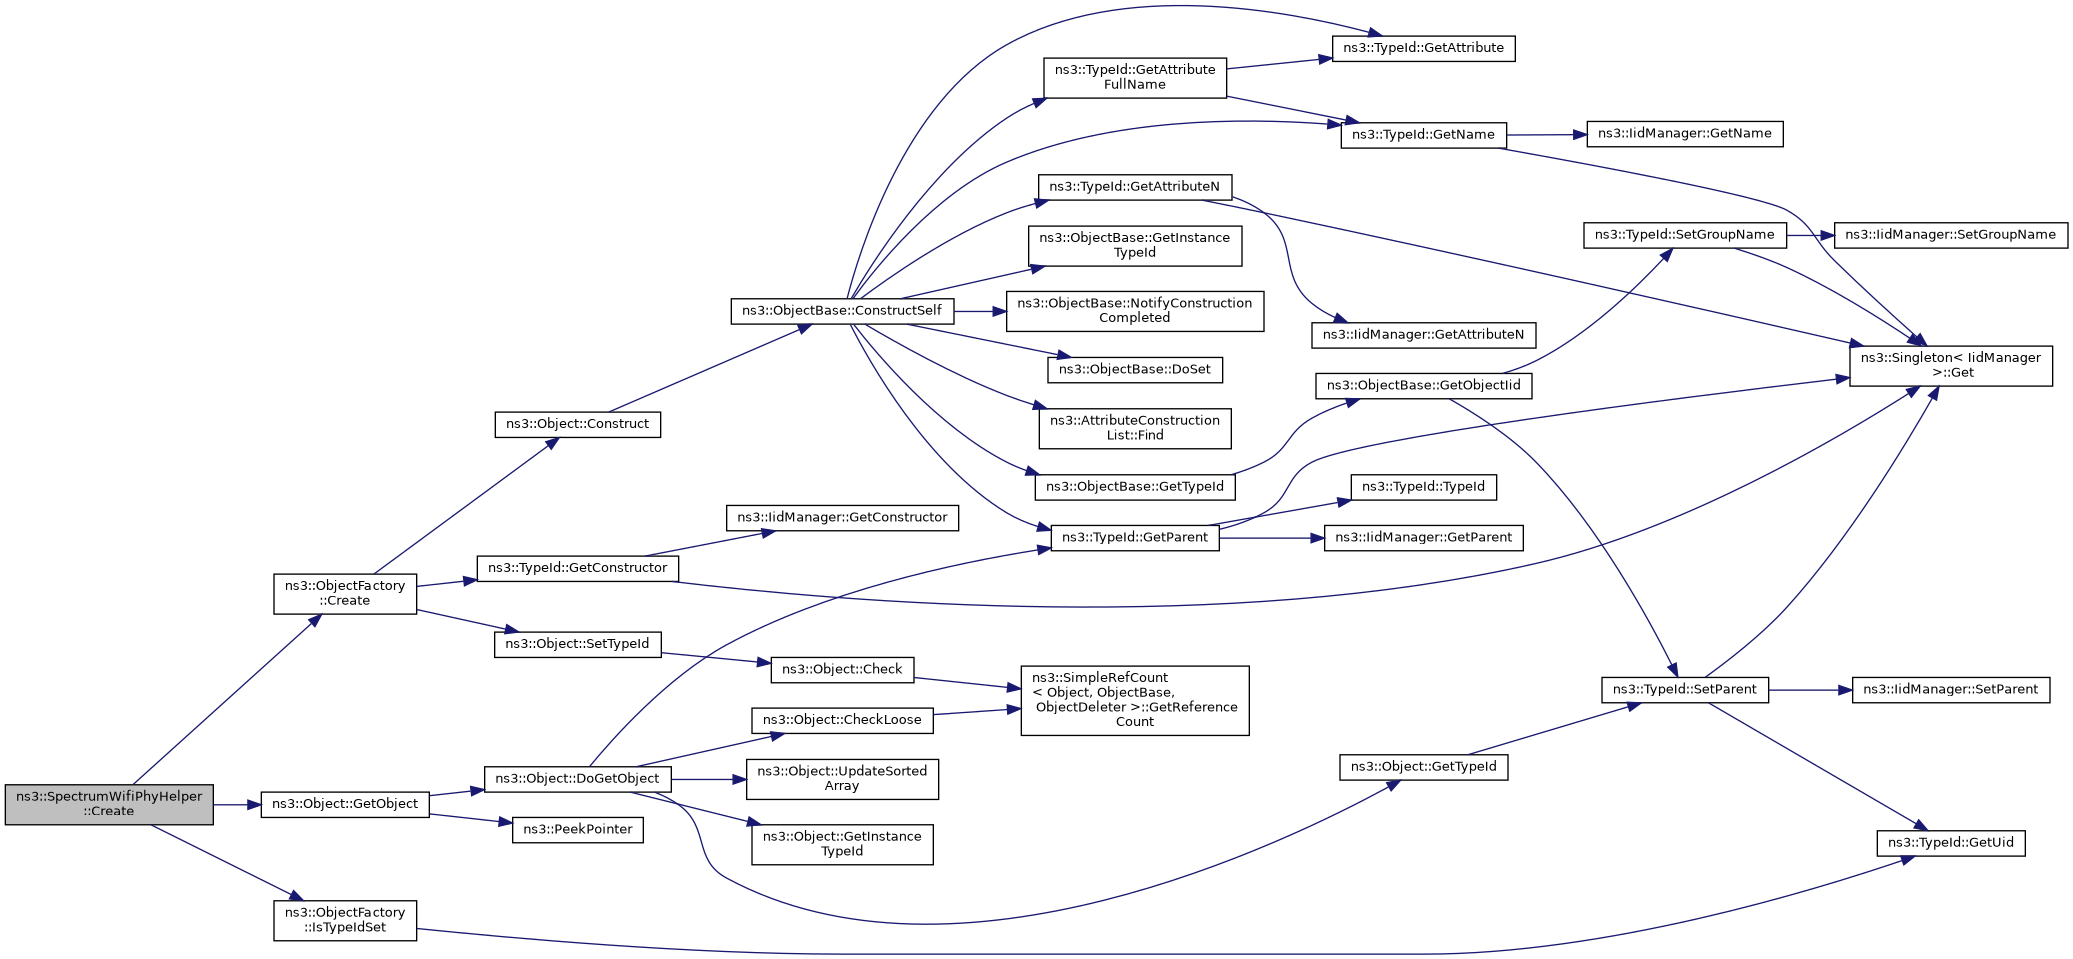 ns3::SpectrumWifiPhyHelper
::Create
ns3::ObjectFactory
::Create
ns3::Object::GetObject
ns3::ObjectFactory
::IsTypeIdSet
ns3::Object::Construct
ns3::TypeId::GetConstructor
ns3::Object::SetTypeId
ns3::Object::DoGetObject
ns3::PeekPointer
ns3::ObjectBase::ConstructSelf
ns3::IidManager::GetConstructor
ns3::Object::Check
ns3::Object::CheckLoose
ns3::Object::UpdateSorted
Array
ns3::Object::GetInstance
TypeId
ns3::TypeId::GetAttribute
FullName
ns3::TypeId::GetAttributeN
ns3::ObjectBase::GetInstance
TypeId
ns3::ObjectBase::NotifyConstruction
Completed
ns3::ObjectBase::DoSet
ns3::AttributeConstruction
List::Find
ns3::ObjectBase::GetTypeId
ns3::TypeId::GetParent
ns3::SimpleRefCount
< Object, ObjectBase,
ObjectDeleter >::GetReference
Count
ns3::TypeId::GetAttribute
ns3::TypeId::GetName
ns3::IidManager::GetAttributeN
ns3::ObjectBase::GetObjectIid
ns3::TypeId::TypeId
ns3::IidManager::GetParent
ns3::Object::GetTypeId
ns3::IidManager::GetName
ns3::TypeId::SetGroupName
ns3::TypeId::SetParent
ns3::IidManager::SetGroupName
ns3::Singleton< IidManager
>::Get
ns3::IidManager::SetParent
ns3::TypeId::GetUid